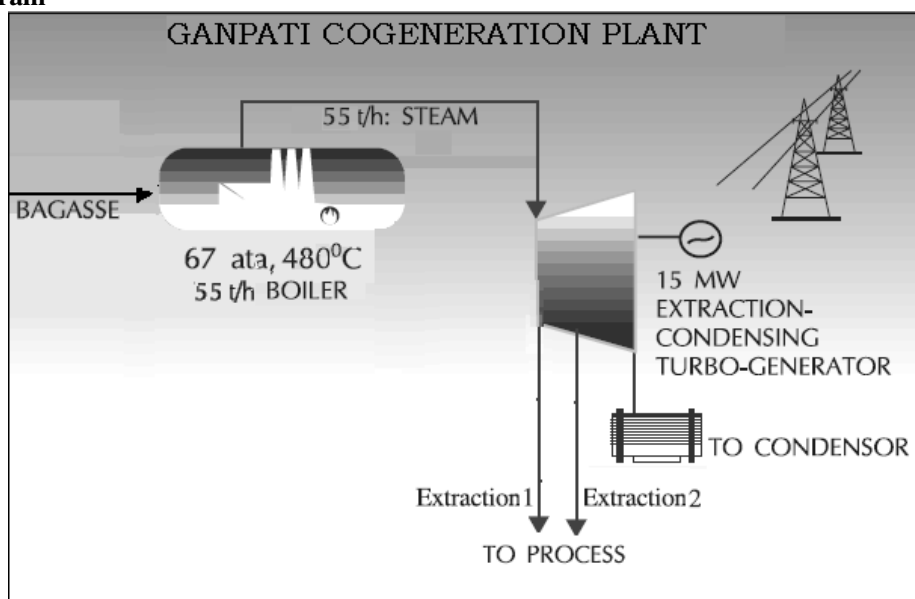 GANPATI COGENERATION PLANT
55 t/h: STEAM
BAGASSE
67 ata, 480⁰C
55 t/h BOILER
15 MW
EXTRACTION-
CONDENSING
TURBO-GENERATOR
TO CONDENSOR
Extraction1
Extraction2
TO PROCESS